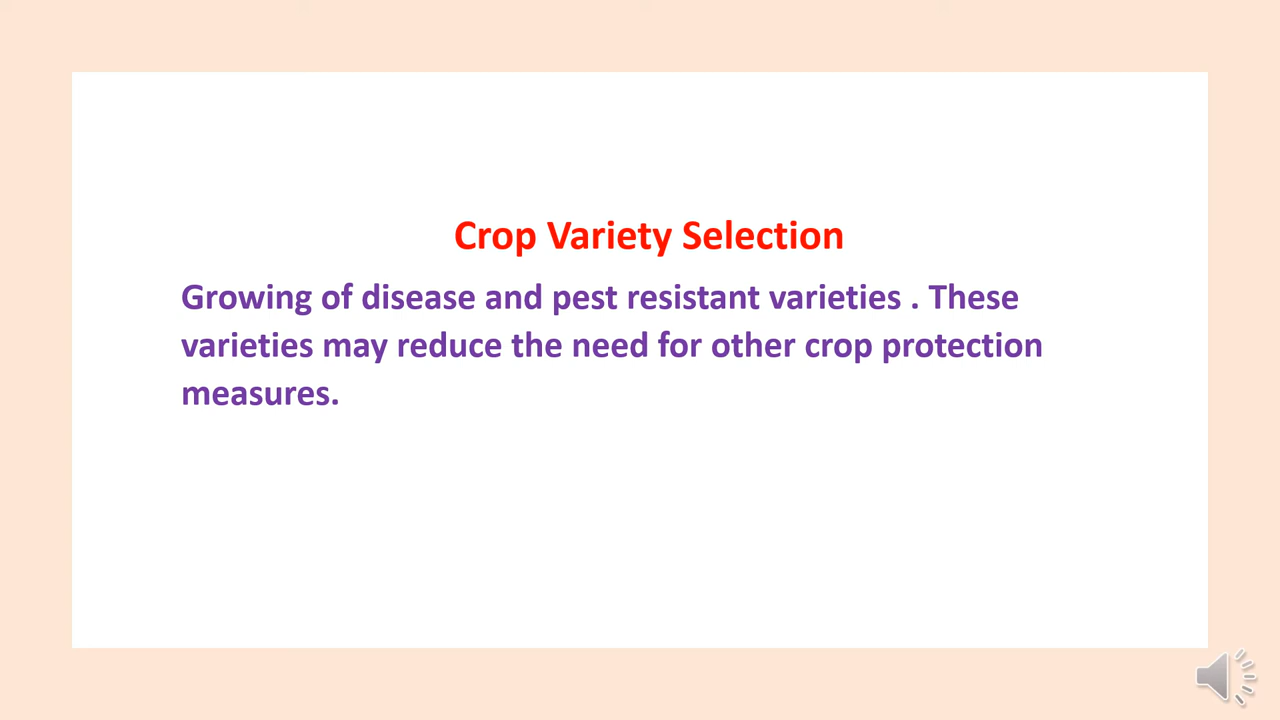 Crop Variety Selection
Growing of disease and pest resistant varieties . These
varieties may reduce the need for other crop protection
measures.